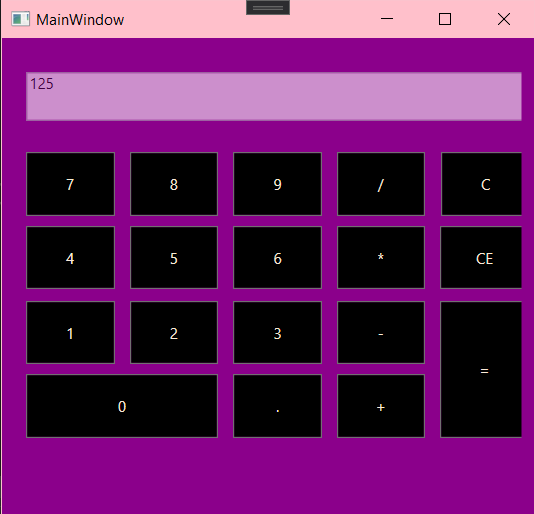 MainWindow
125
7 8 9 / C
4 5 6 * CE
1 2 3 -
=
0 . +